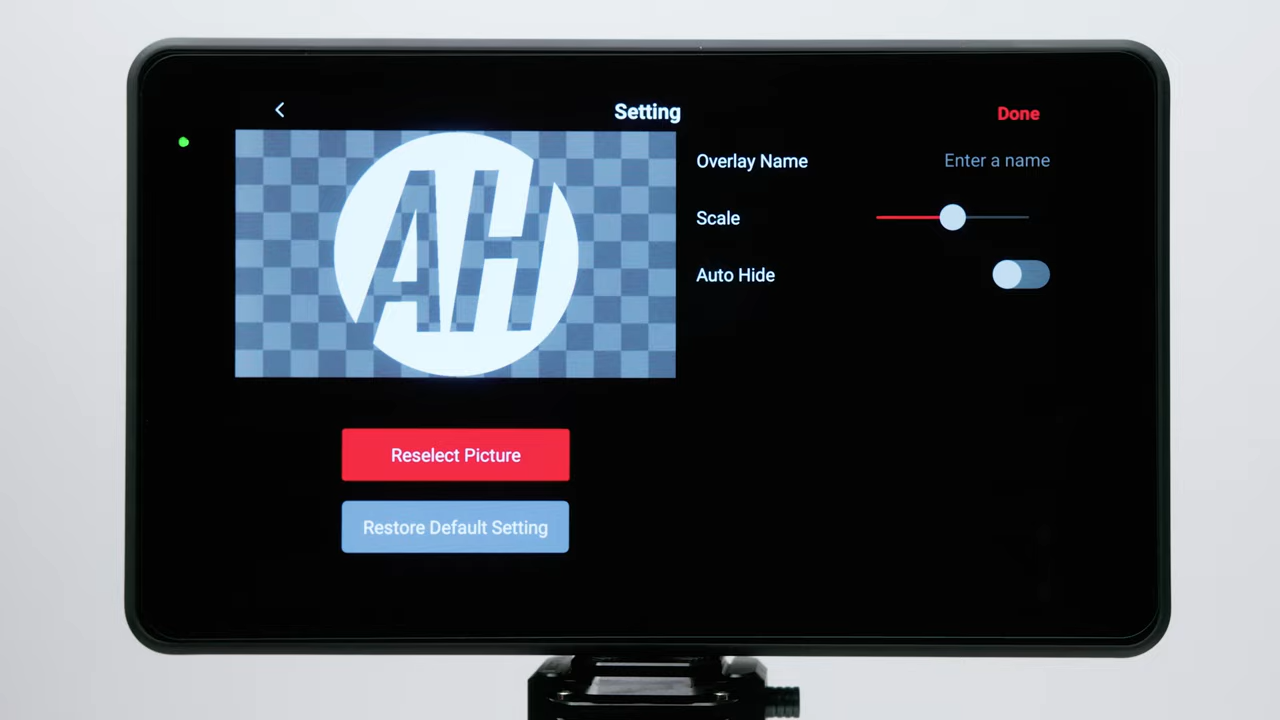 Setting
Done
AH
Overlay Name
Enter a name
Scale
Auto Hide
Reselect Picture
Restore Default Setting